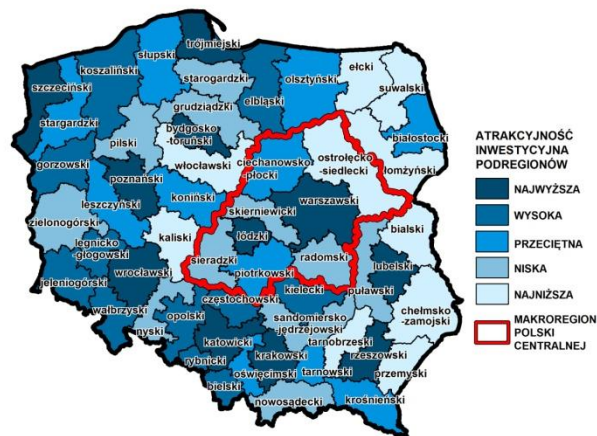 trójmiejski
słupski
koszaliński
ełcki
szczeciński
starogardzki
olsztyński
suwalski
elbląski
grudziądzki
stargardzki
bydgosko
-toruński
białostocki
pilski
ostrołęcko
-siedlecki
włocławski
ciechanowsko
-płocki
łomżyński
gorzowski
poznański
koniński
warszawski
leszczyński
skierniewicki
zielonogórski
bialski
łódzki
kaliski
legnicko
-głogowski
sieradzki
radomski
lubelski
wrocławski
piotrkowski
jeleniogórski
kielecki
puławski
częstochowski
wałbrzyski
chełmsko
-zamojski
opolski
sandomiersko
-jędrzejowski
nyski
katowicki
tarnobrzeski
krakowski
rzeszowski
rybnicki
oświęcimski
tarnowski
przemyski
bielski
krośnieński
nowosądecki
ATRAKCYJNOŚĆ
INWESTYCYJNA
PODREGIONÓW
NAJWYŻSZA
WYSOKA
PRZECIĘTNA
NISKA
NAJNIŻSZA
MAKROREGION
POLSKI
CENTRALNEJ